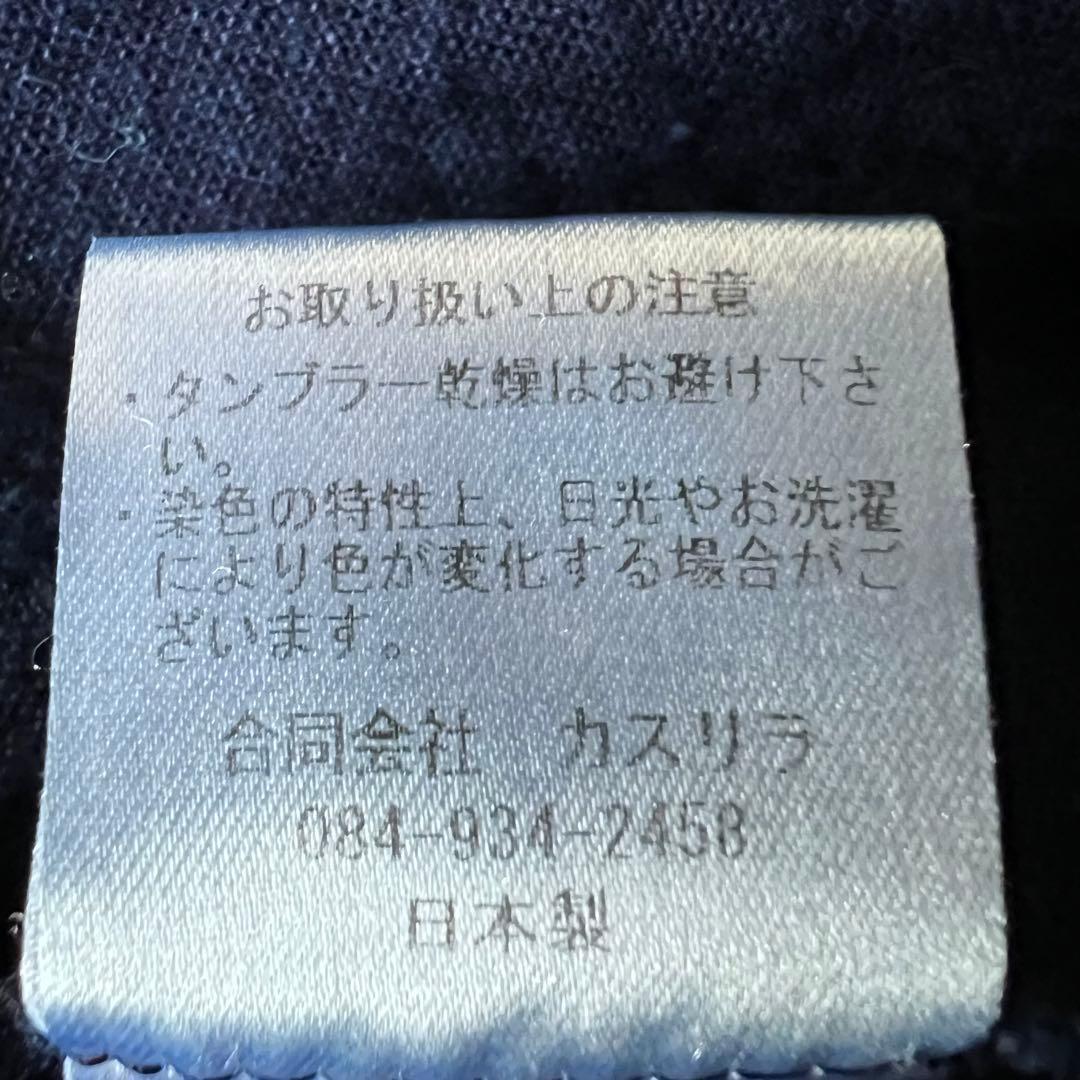 お取り扱い上の注意
・タンブラー乾燥はお避け下さ
い。
・染色の特性上、日光やお洗濯
により色が変化する場合がご
ざいます。
合同会社　カスリラ
084-934-2458
日本製